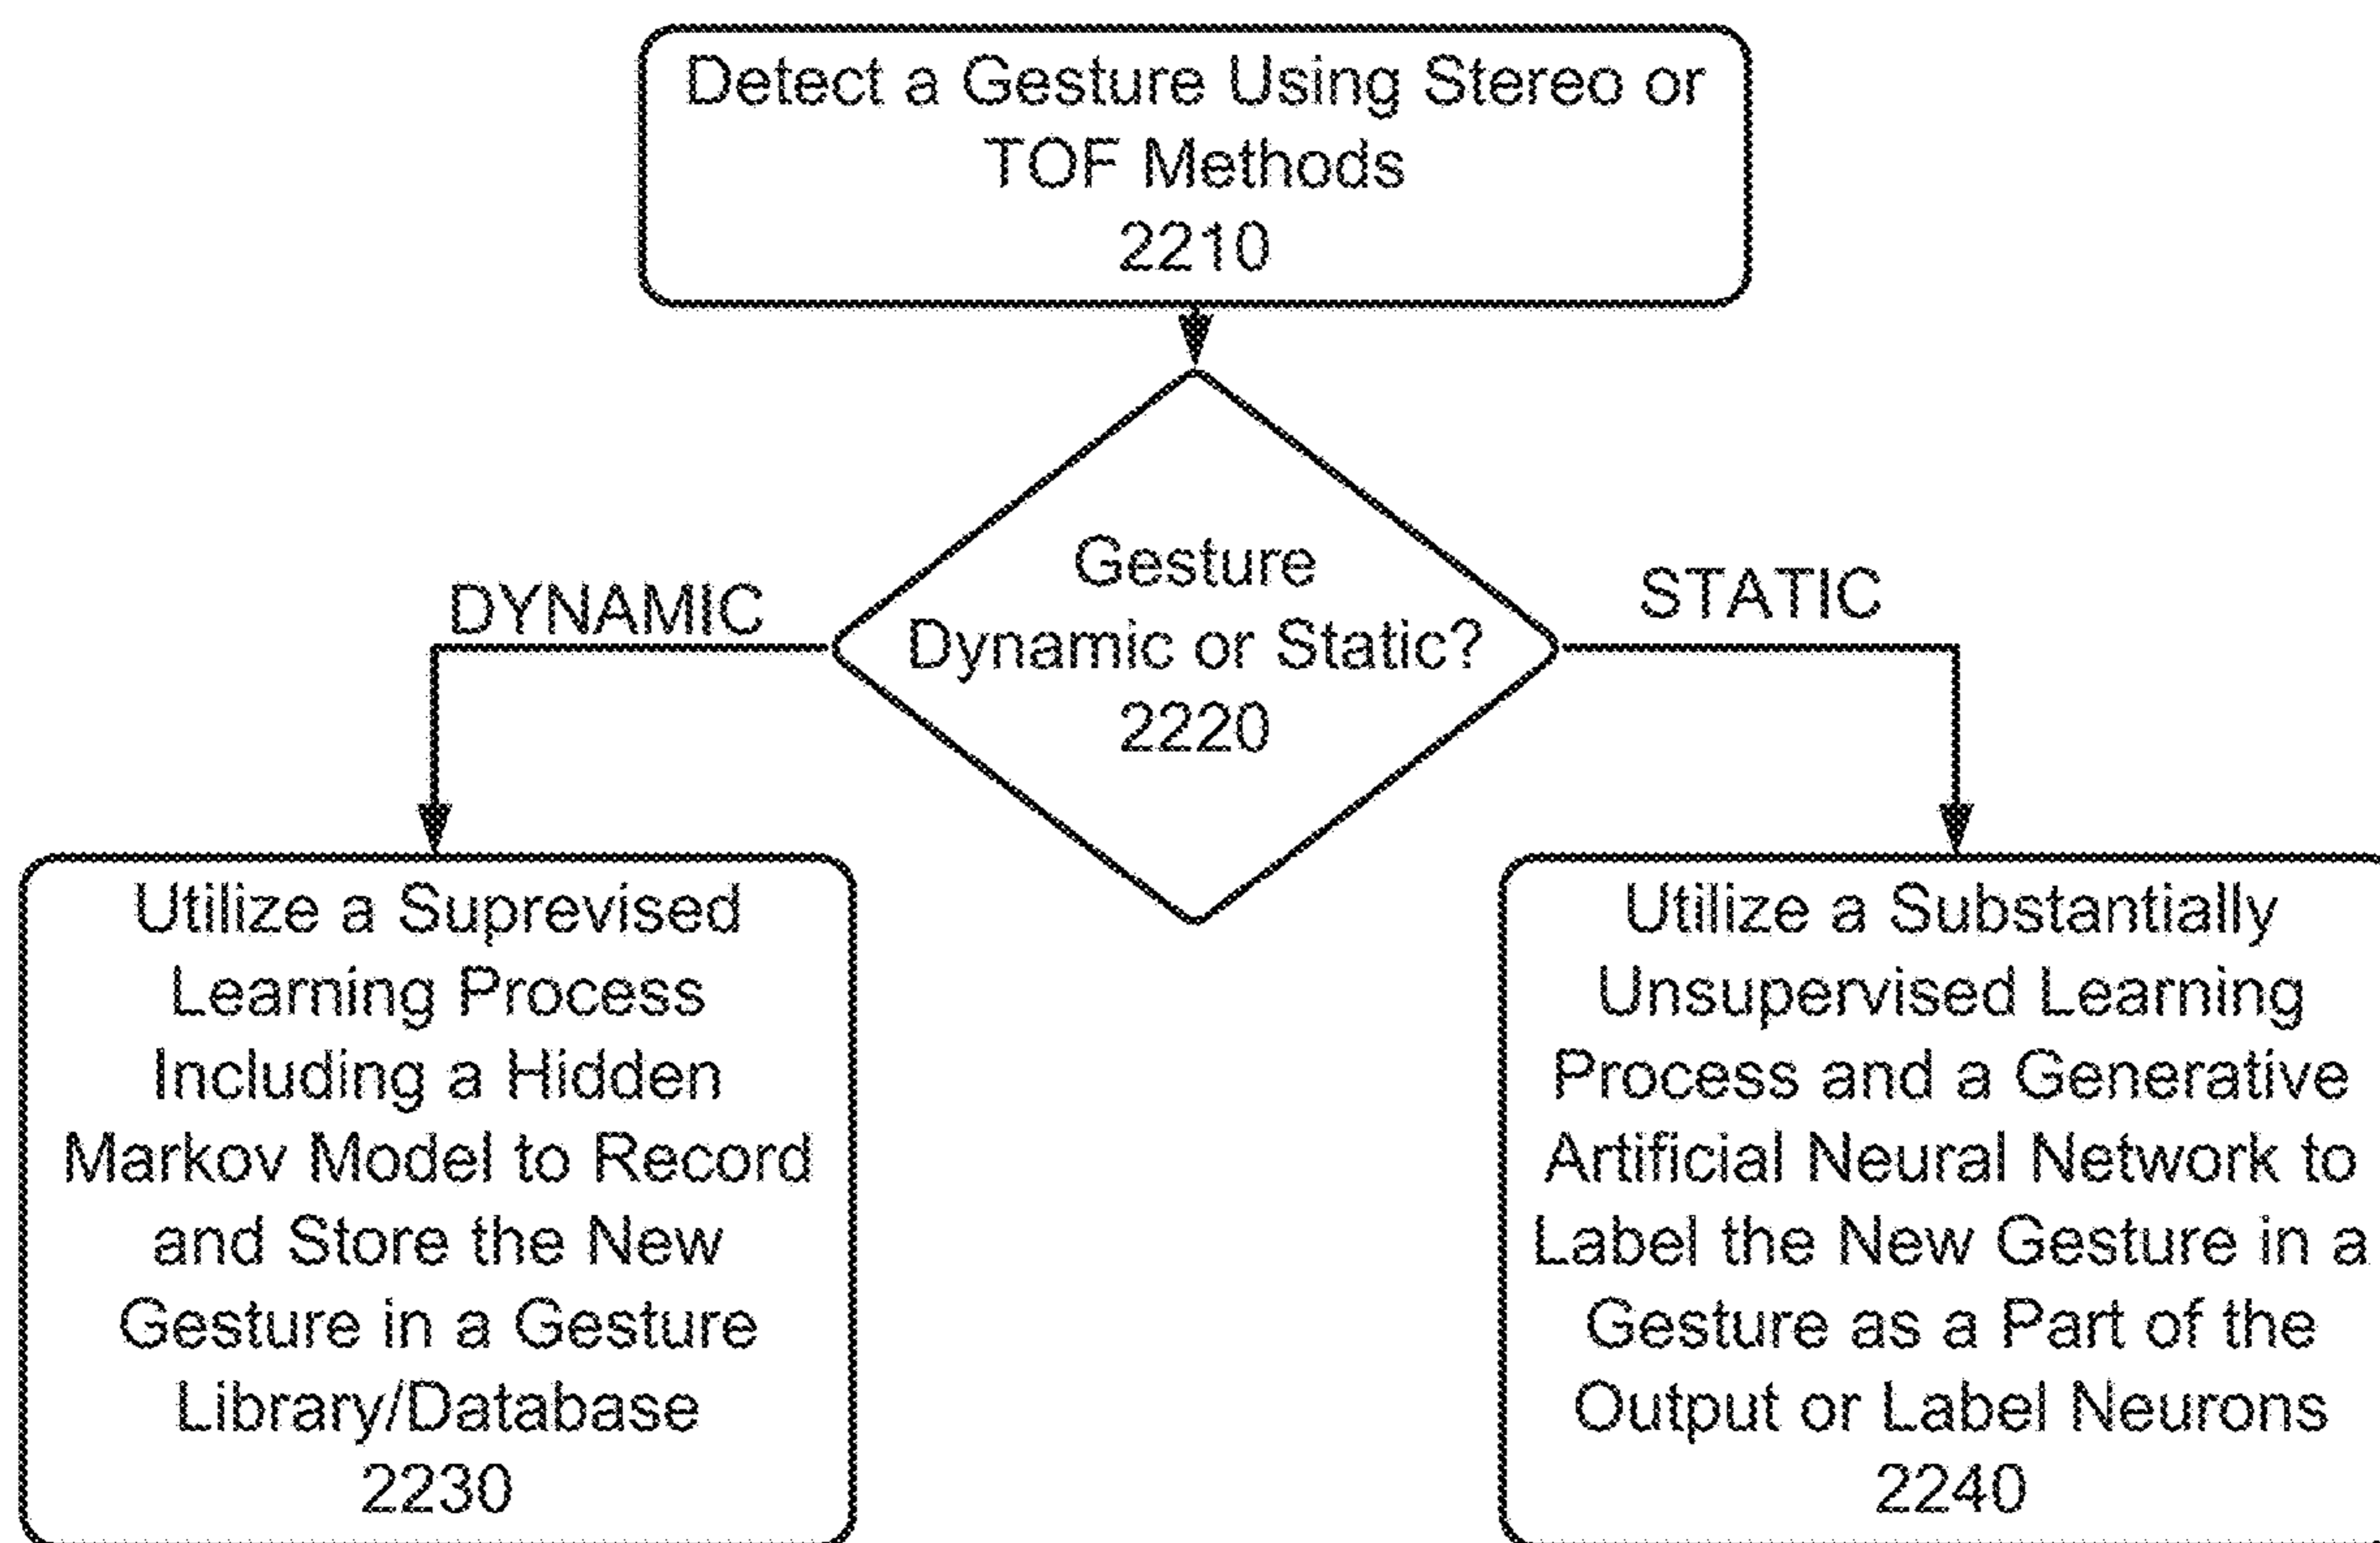 Detect a Gesture Using Stereo or
TOF Methods
2210
Gesture
Dynamic or Static?
2220
DYNAMIC
STATIC
Utilize a Suprevised
Learning Process
Including a Hidden
Markov Model to Record
and Store the New
Gesture in a Gesture
Library/Database
2230
Utilize a Substantially
Unsupervised Learning
Process and a Generative
Artificial Neural Network to
Label the New Gesture in a
Gesture as a Part of the
Output or Label Neurons
2240